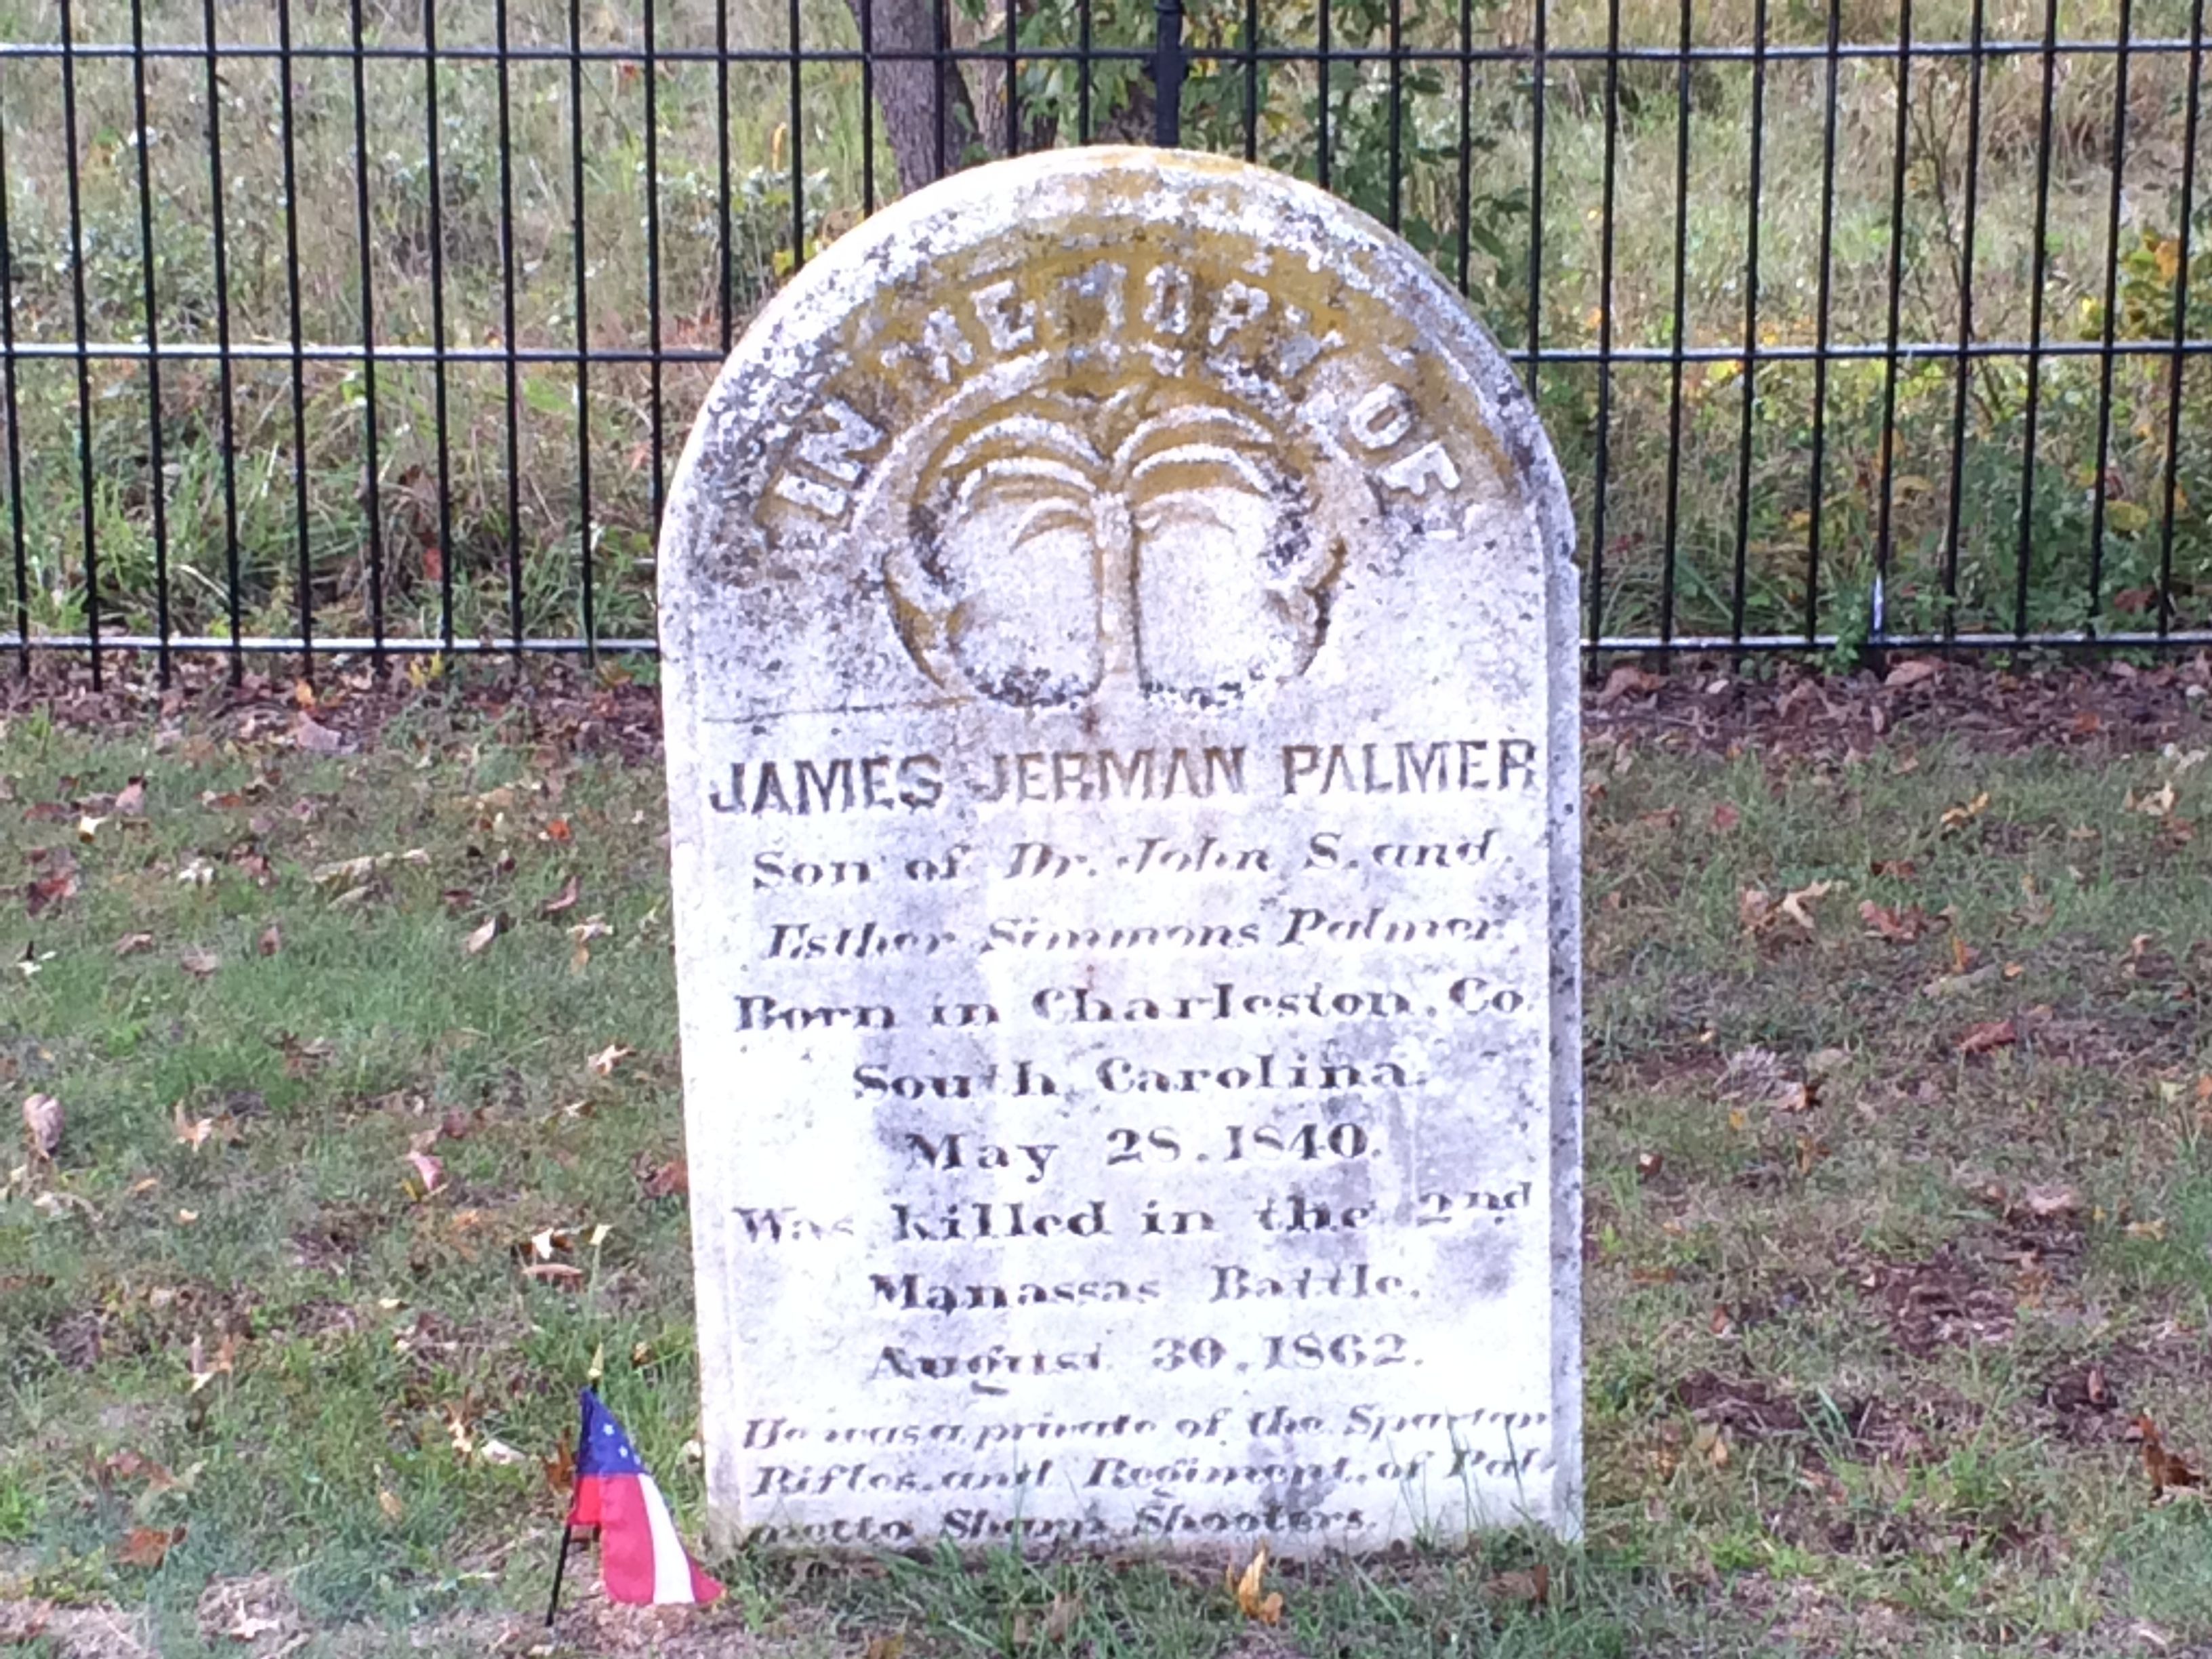 IN MEMORY OF
JAMES JERMAN PALMER
Son of Dr. John S. and
Esther Simmons Palmer.
Born in Charleston, Co.
South Carolina.
May 28, 1840.
Was killed in the 2nd
Manassas Battle.
August 30, 1862.
He was a private of the Spartan
Rifles, and Regiment, of Pal-
metto Sharp Shooters.